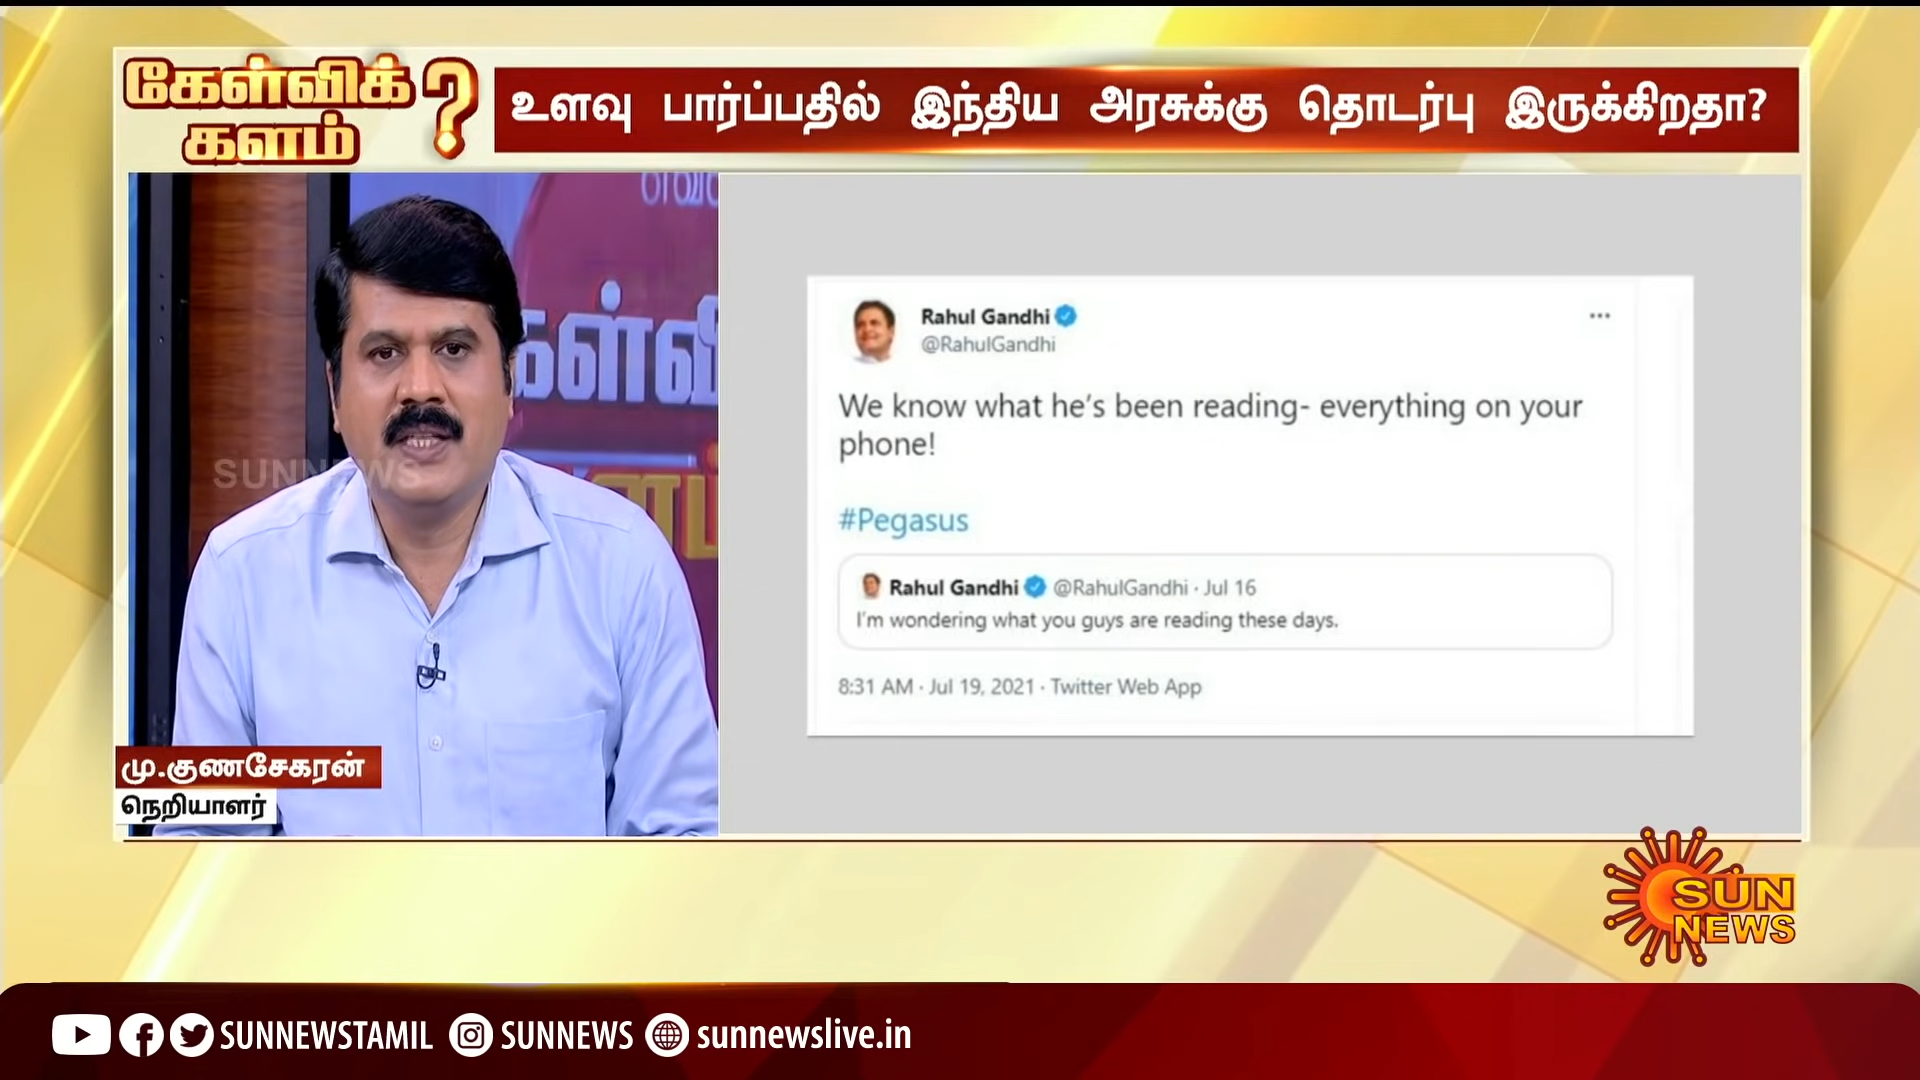 கேள்விக்
களம் ?
உளவு பார்ப்பதில் இந்திய அரசுக்கு தொடர்பு இருக்கிறதா?
SUNNEWS
மு.குணசேகரன்
நெறியாளர்
Rahul Gandhi
@RahulGandhi
We know what he's been reading- everything on your
phone!
#Pegasus
Rahul Gandhi @RahulGandhi · Jul 16
I'm wondering what you guys are reading these days.
8:31 AM · Jul 19, 2021 · Twitter Web App
SUN
NEWS
SUNNEWSTAMIL SUNNEWS sunnewslive.in